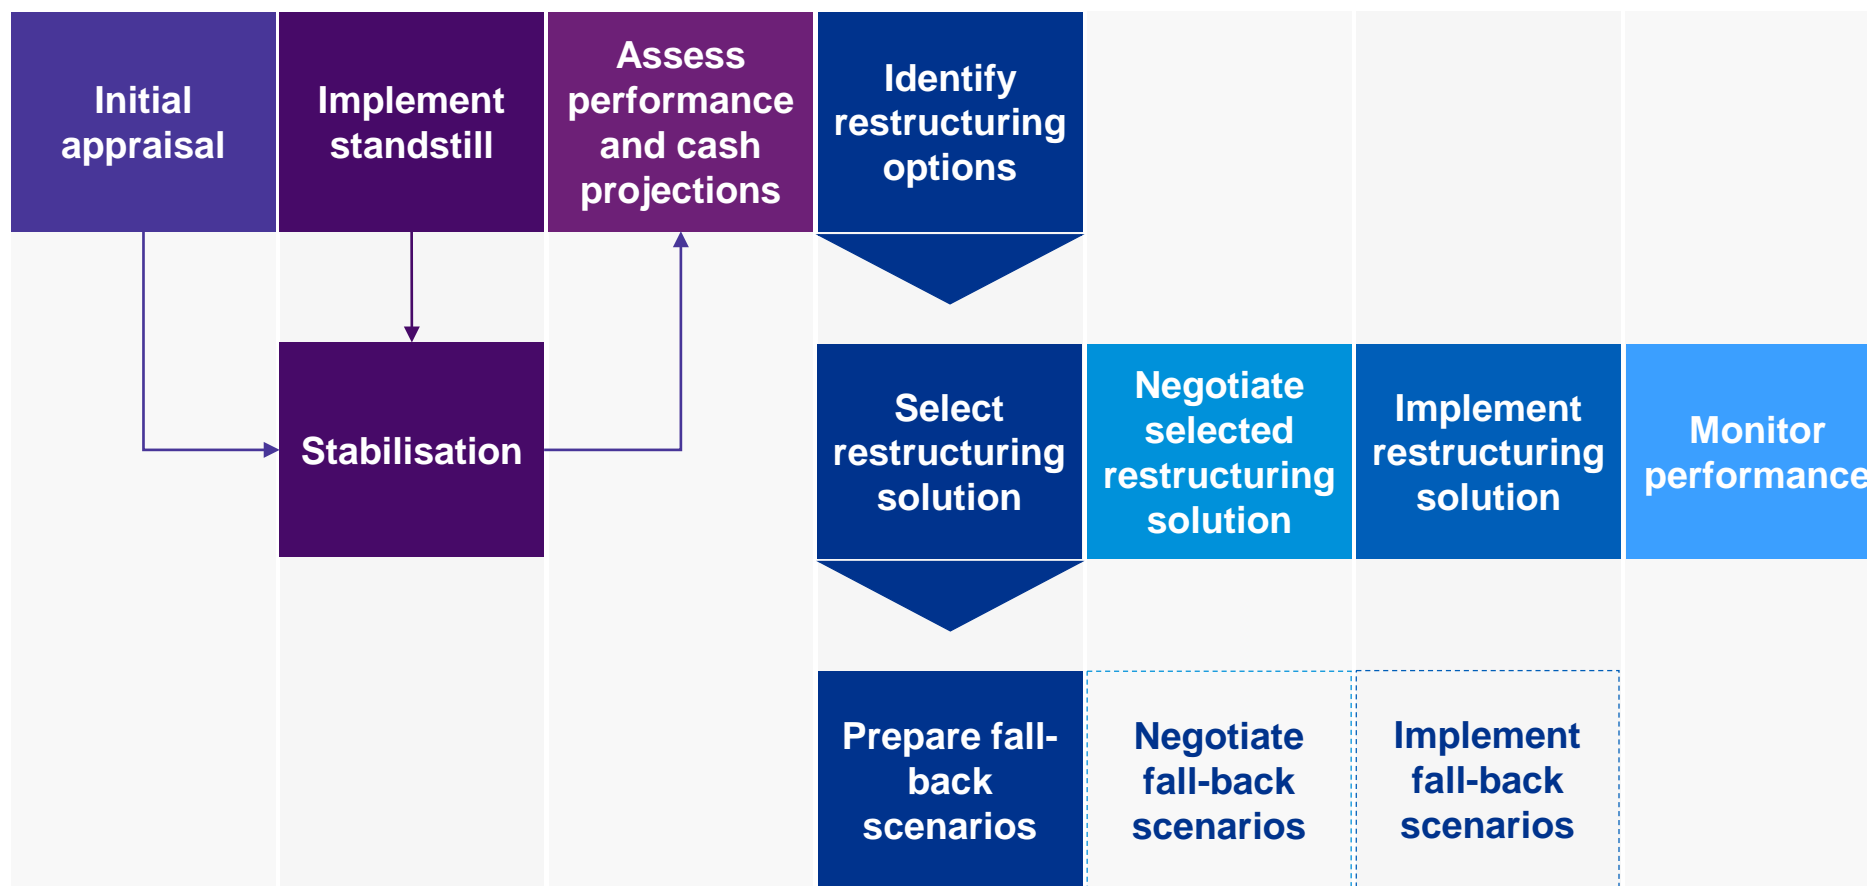 Initial
appraisal
Implement
standstill
Assess
performance
and cash
projections
Identify
restructuring
options
Stabilisation
Select
restructuring
solution
Negotiate
selected
restructuring
solution
Implement
restructuring
solution
Monitor
performance
Prepare fall-
back
scenarios
Negotiate
fall-back
scenarios
Implement
fall-back
scenarios